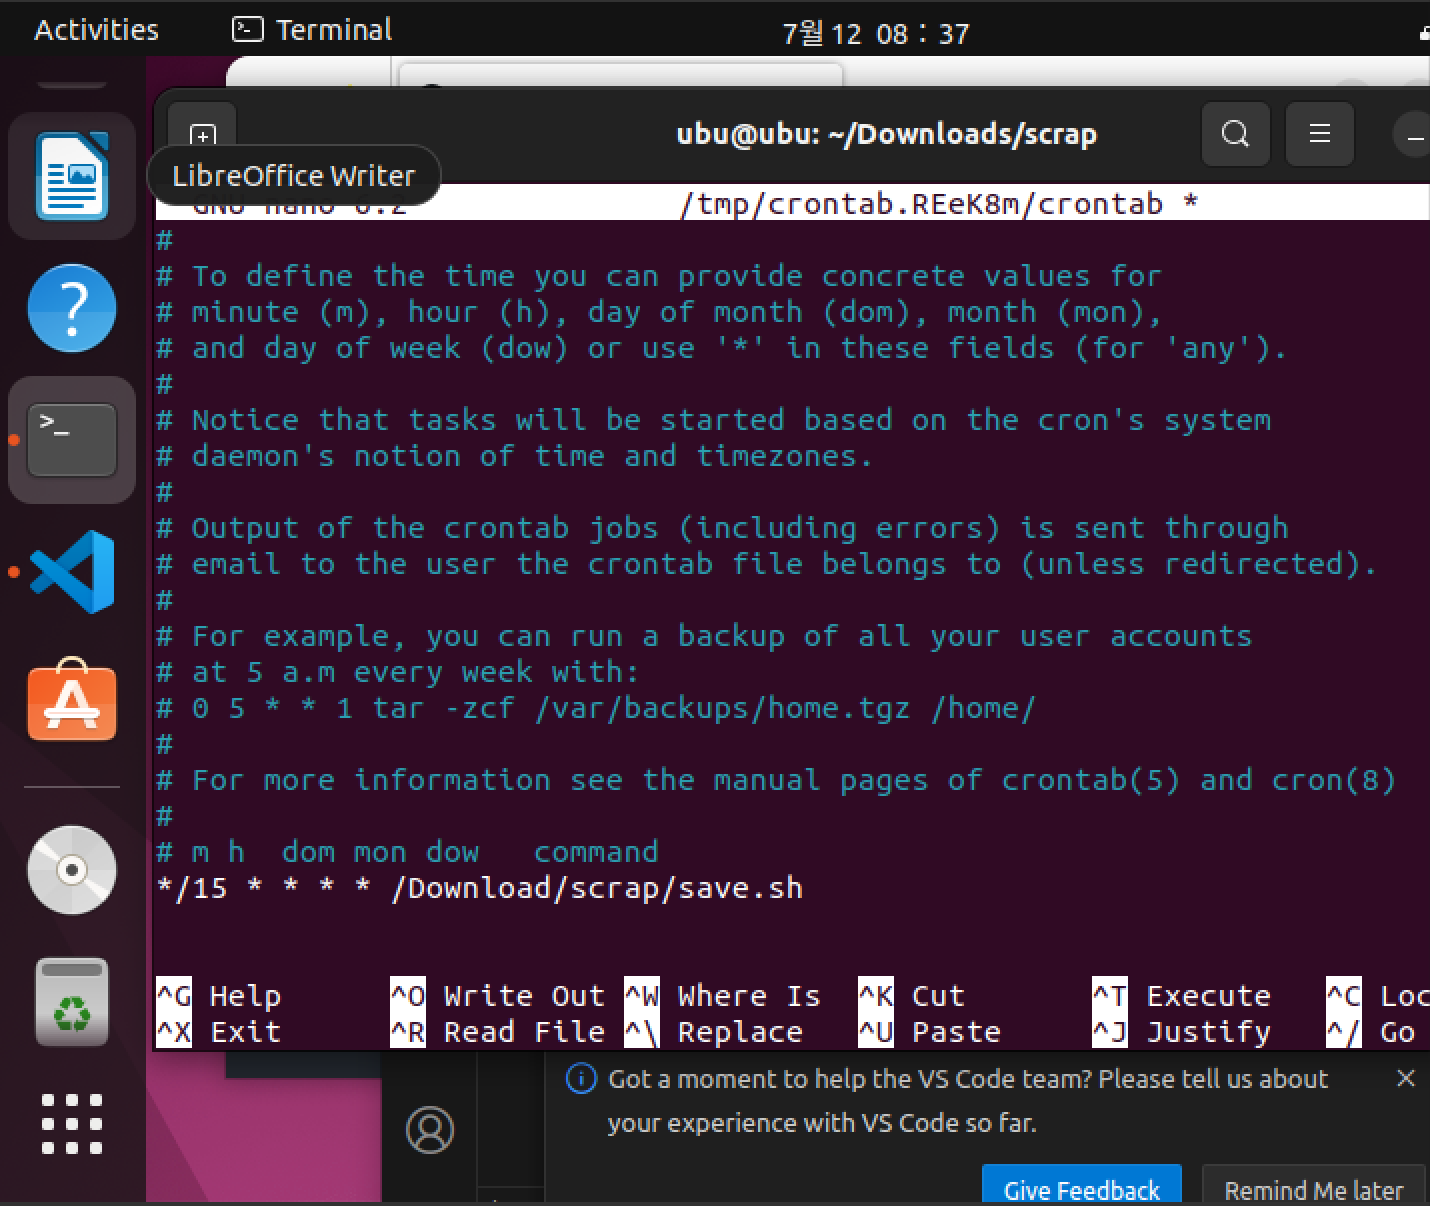 Activities
Terminal
7월 12 08 : 37
ubu@ubu: ~/Downloads/scrap
LibreOffice Writer
/tmp/crontab.REeK8m/crontab *
#
# To define the time you can provide concrete values for
# minute (m), hour (h), day of month (dom), month (mon),
# and day of week (dow) or use '*' in these fields (for 'any').
#
# Notice that tasks will be started based on the cron's system
# daemon's notion of time and timezones.
#
# Output of the crontab jobs (including errors) is sent through
# email to the user the crontab file belongs to (unless redirected).
#
# For example, you can run a backup of all your user accounts
# at 5 a.m every week with:
# 0 5 * * 1 tar -zcf /var/backups/home.tgz /home/
#
# For more information see the manual pages of crontab(5) and cron(8)
#
# m h  dom mon dow   command
*/15 * * * * /Download/scrap/save.sh
^G Help ^O Write Out ^W Where Is ^K Cut ^T Execute ^C Loc
^X Exit ^R Read File ^\ Replace ^U Paste ^J Justify ^/ Go
Got a moment to help the VS Code team? Please tell us about
your experience with VS Code so far.
Give Feedback
Remind Me later